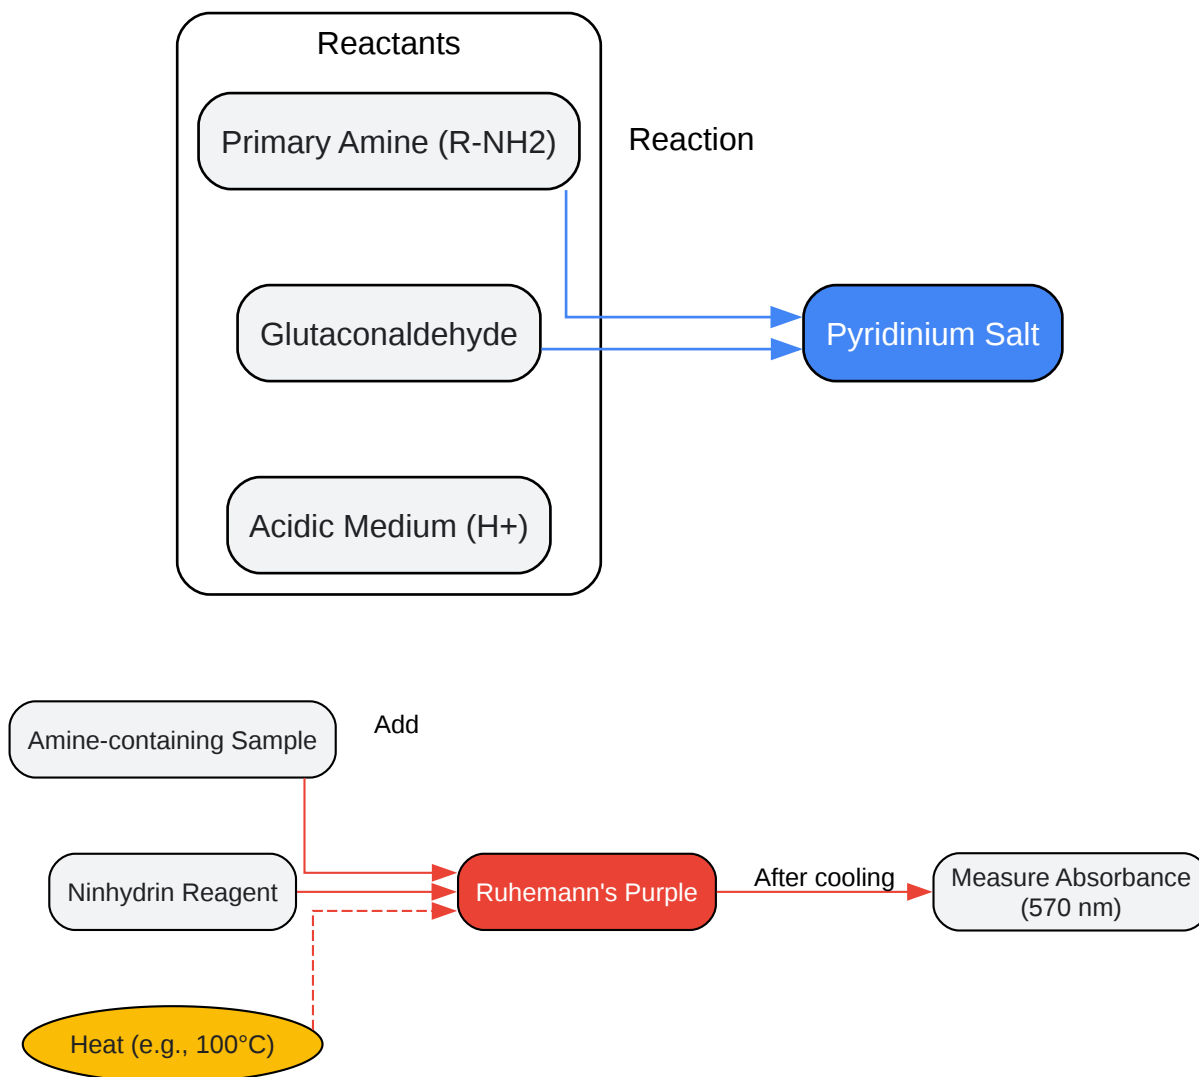 Reactants
Primary Amine (R-NH2)
Reaction
Glutaconaldehyde
Pyridinium Salt
Acidic Medium (H+)
Amine-containing Sample
Add
Ninhydrin Reagent
Ruhemann's Purple
After cooling
Measure Absorbance
(570 nm)
Heat (e.g., 100°C)